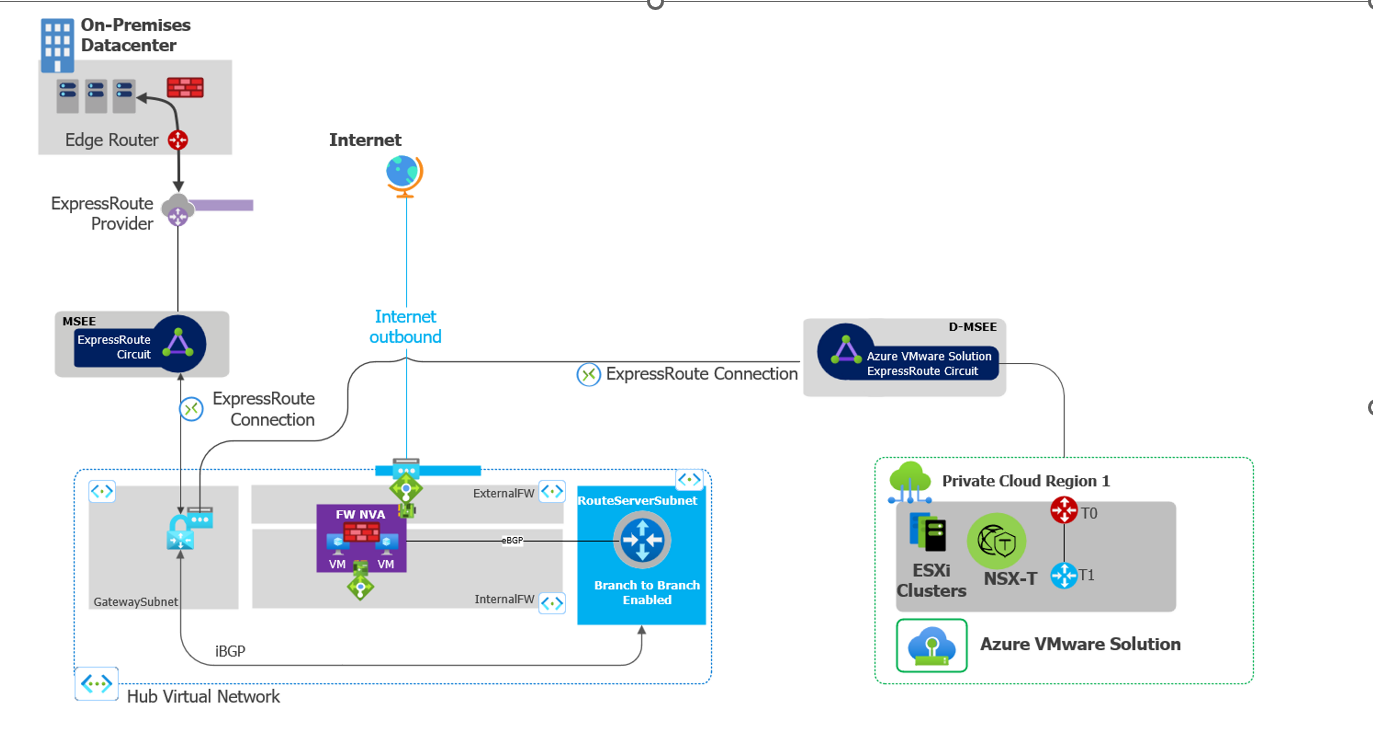 On-Premises
Datacenter
Edge Router
ExpressRoute
Provider
Internet
Internet
outbound
MSEE
ExpressRoute
Circuit
ExpressRoute
Connection
ExpressRoute Connection
D-MSEE
Azure VMware Solution
ExpressRoute Circuit
GatewaySubnet
ExternalFW
FW NVA
VM VM
InternalFW
eBGP
RouteServerSubnet
Branch to Branch
Enabled
iBGP
Hub Virtual Network
Private Cloud Region 1
ESXi
Clusters
NSX-T
T
T0
T1
Azure VMware Solution